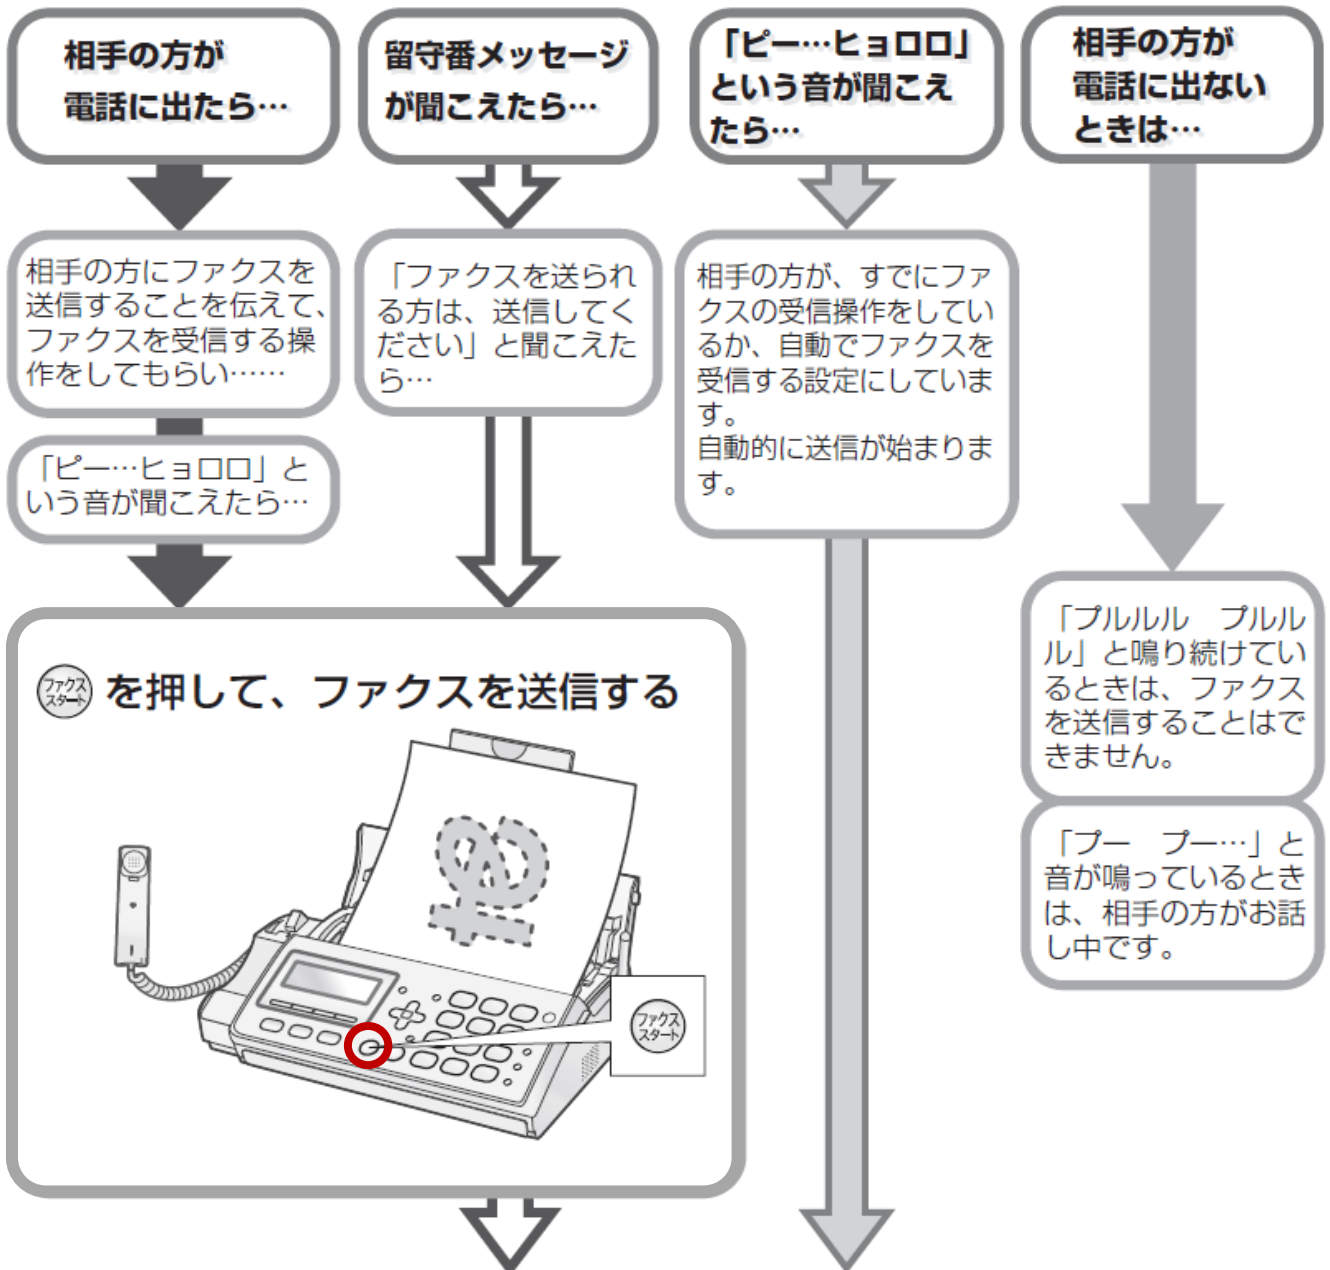 相手の方が
電話に出たら…
留守番メッセージ
が聞こえたら…
「ピー…ヒョロロ」
という音が聞こえ
たら…
相手の方が
電話に出ない
ときは…
相手の方にファクスを
送信することを伝えて、
ファクスを受信する操
作をしてもらい……
「ピー…ヒョロロ」と
いう音が聞こえたら…
「ファクスを送られ
る方は、送信してく
ださい」と聞こえた
ら…
相手の方が、すでにファ
クスの受信操作をしてい
るか、自動でファクスを
受信する設定にしていま
す。
自動的に送信が始まりま
す。
「プルルル　プルル
ル」と鳴り続けてい
るときは、ファクス
を送信することはで
きません。
「プー　プー…」と
音が鳴っているとき
は、相手の方がお話
し中です。
ファクス
スタート
を押して、ファクスを送信する
ファクス
スタート